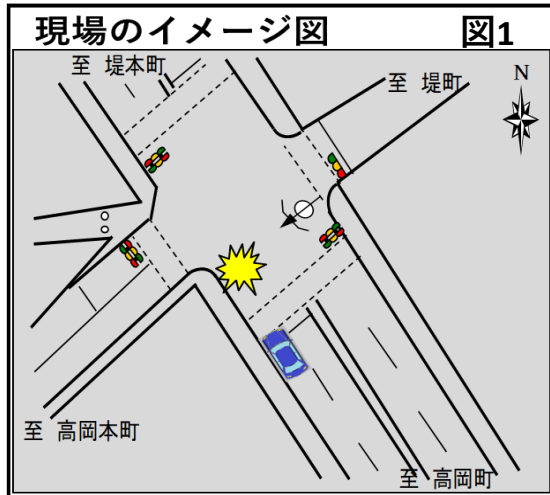 現場のイメージ図 図1
至 堤本町
至 堤町
N
至 高岡本町
至 高岡町